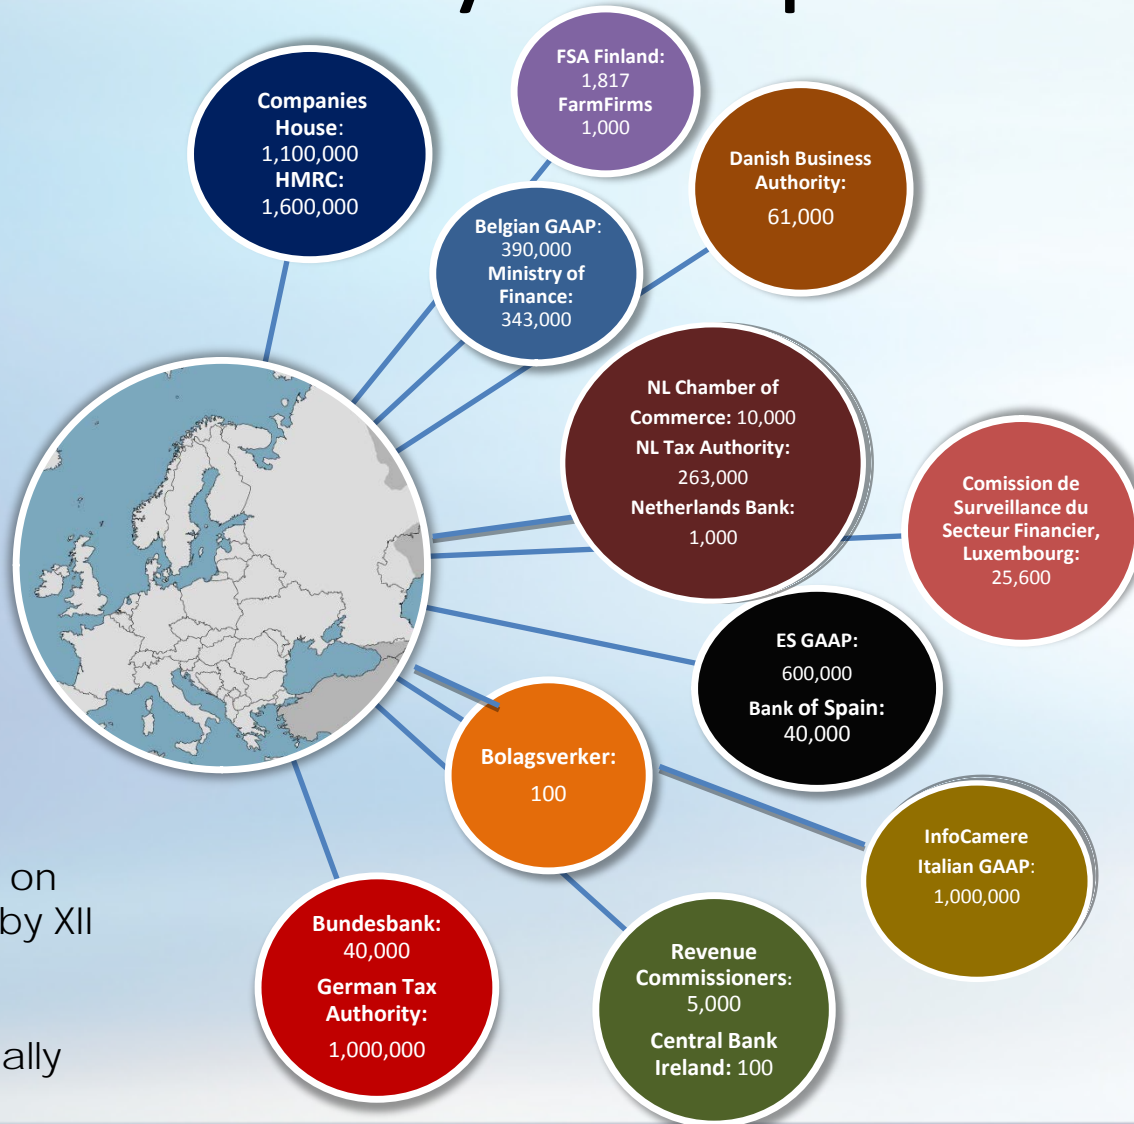 FSA Finland:
1,817
FarmFirms
1,000
Companies
House:
1,100,000
HMRC:
1,600,000
Danish Business
Authority:
61,000
Belgian GAAP:
390,000
Ministry of
Finance:
343,000
NL Chamber of
Commerce: 10,000
NL Tax Authority:
263,000
Netherlands Bank:
1,000
Comission de
Surveillance du
Secteur Financier,
Luxembourg:
25,600
ES GAAP:
600,000
Bank of Spain:
40,000
Bolagsverker:
100
InfoCamere
Italian GAAP:
1,000,000
on
by XII
ally
Bundesbank:
40,000
German Tax
Authority:
1,000,000
Revenue
Commissioners:
5,000
Central Bank
Ireland: 100